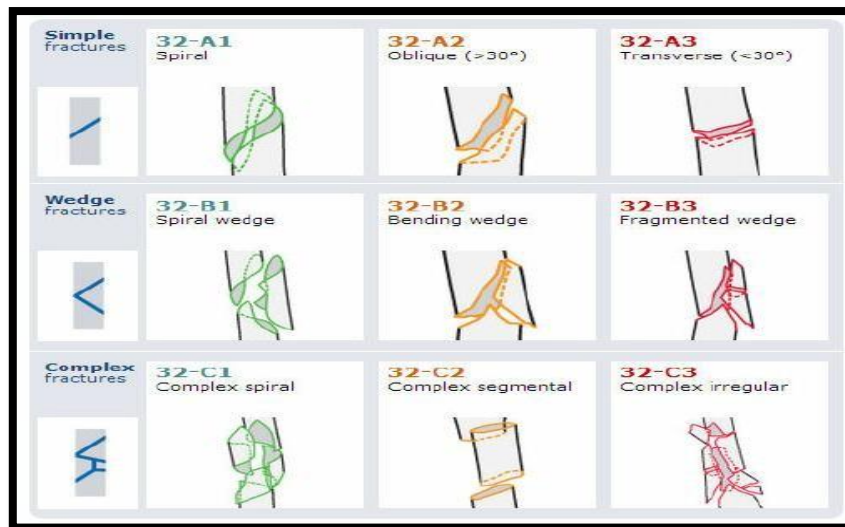 Simple
fractures
32-A1
Spiral
32-A2
Oblique (>30°)
32-A3
Transverse (<30°)
Wedge
fractures
32-B1
Spiral wedge
32-B2
Bending wedge
32-B3
Fragmented wedge
Complex
fractures
32-C1
Complex spiral
32-C2
Complex segmental
32-C3
Complex irregular